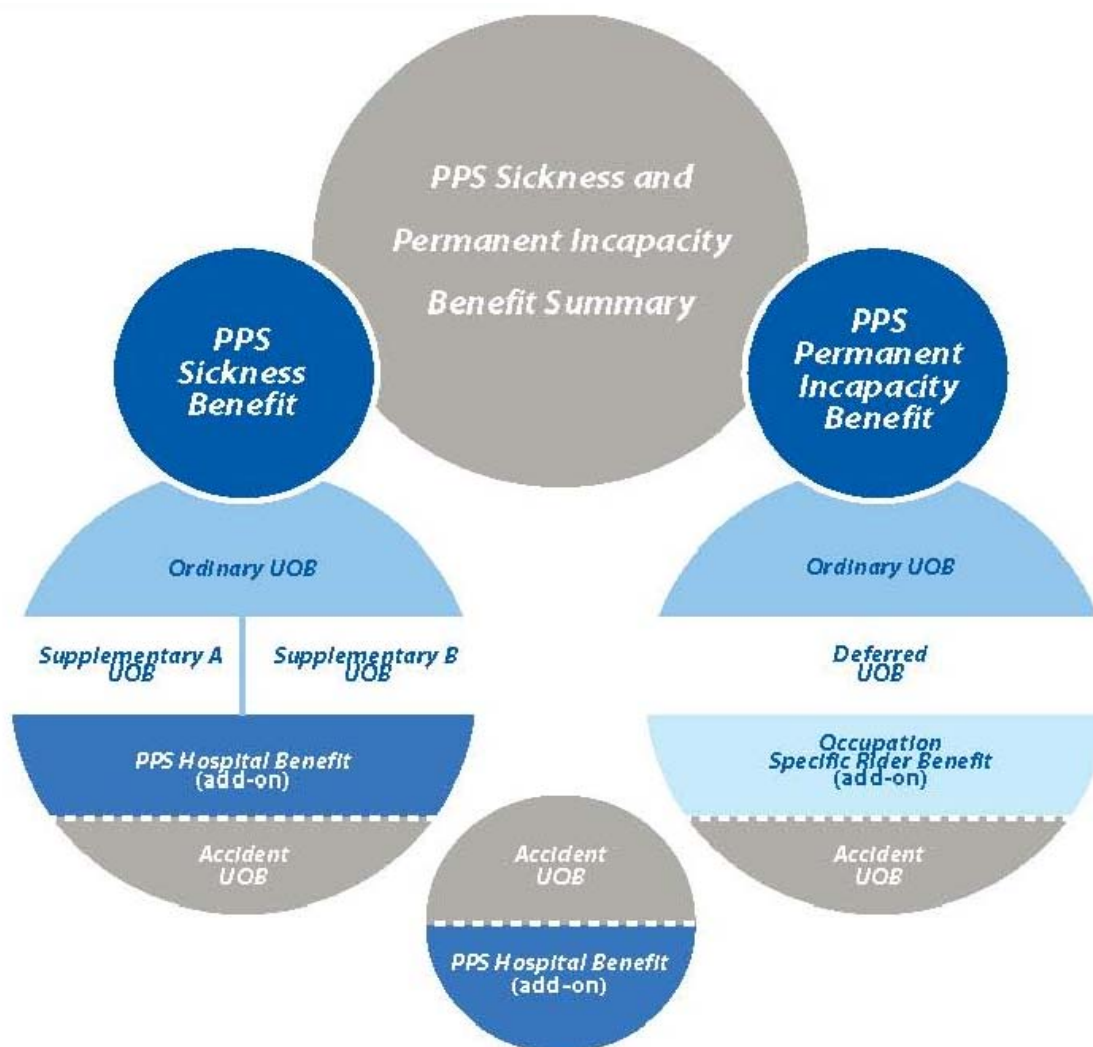 PPS Sickness and
Permanent Incapacity
Benefit Summary
PPS
Sickness
Benefit
PPS
Permanent
Incapacity
Benefit
Ordinary UOB
Supplementary A
UOB
Supplementary B
UOB
PPS Hospital Benefit
(add-on)
Accident
UOB
Ordinary UOB
Deferred
UOB
Occupation
Specific Rider Benefit
(add-on)
Accident
UOB
Accident
UOB
PPS Hospital Benefit
(add-on)